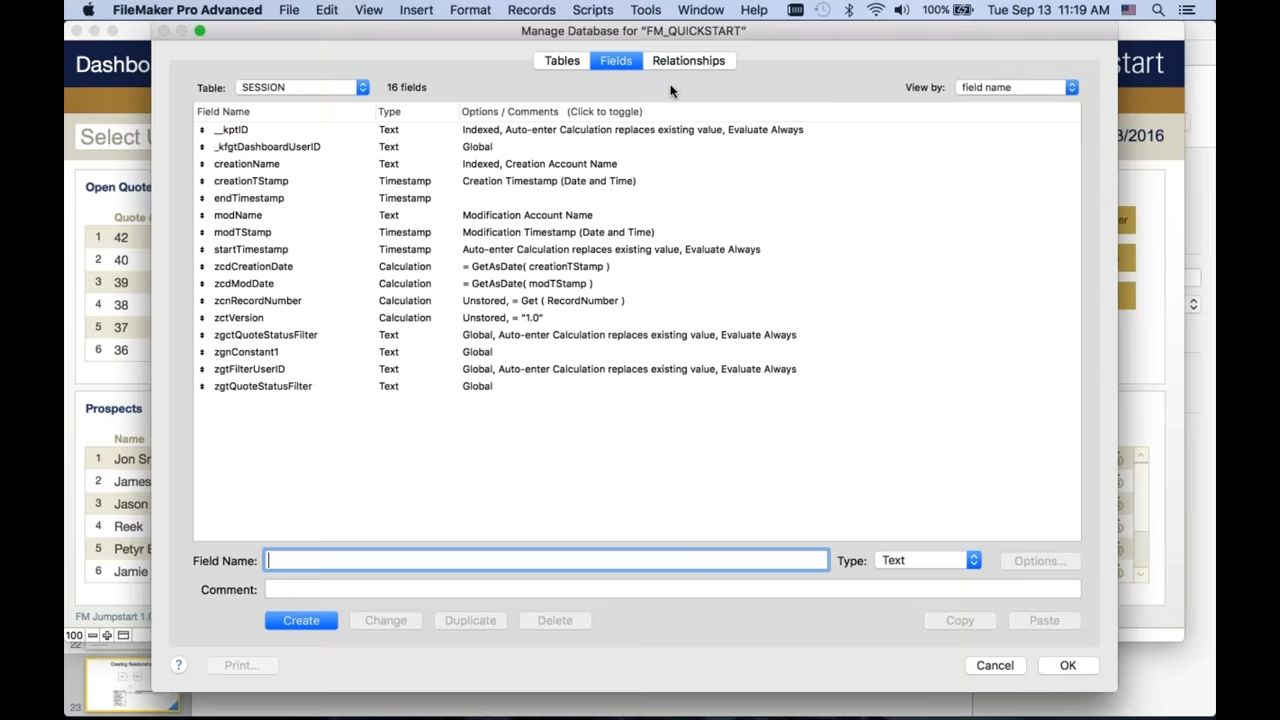 FileMaker Pro Advanced File Edit View Insert Format Records Scripts Tools Window Help 100% Tue Sep 13 11:19 AM
Manage Database for "FM_QUICKSTART"
Dashbo
tart
Tables Fields Relationships
Table: SESSION 16 fields View by: field name
Field Name Type Options / Comments (Click to toggle)
__kptID Text Indexed, Auto-enter Calculation replaces existing value, Evaluate Always
_kfgtDashboardUserID Text Global
creationName Text Indexed, Creation Account Name
creationTStamp Timestamp Creation Timestamp (Date and Time)
endTimestamp Timestamp
modName Text Modification Account Name
modTStamp Timestamp Modification Timestamp (Date and Time)
startTimestamp Timestamp Auto-enter Calculation replaces existing value, Evaluate Always
zcdCreationDate Calculation = GetAsDate( creationTStamp )
zcdModDate Calculation = GetAsDate( modTStamp )
zcnRecordNumber Calculation Unstored, = Get ( RecordNumber )
zctVersion Calculation Unstored, = "1.0"
zgctQuoteStatusFilter Text Global, Auto-enter Calculation replaces existing value, Evaluate Always
zgnConstant1 Text Global
zgtFilterUserID Text Global, Auto-enter Calculation replaces existing value, Evaluate Always
zgtQuoteStatusFilter Text Global
Select
3/2016
Open Quote
Quote
1 42
2 40
3 39
4 38
5 37
6 36
er
Prospects
Name
1 Jon Sn
2 James
3 Jason
4 Reek
5 Petyr B
6 Jamie
Field Name: Type: Text Options...
Comment:
Create Change Duplicate Delete Copy Paste
? Print... Cancel OK
FM Jumpstart 1.0
100
22
Creating Relationships
23